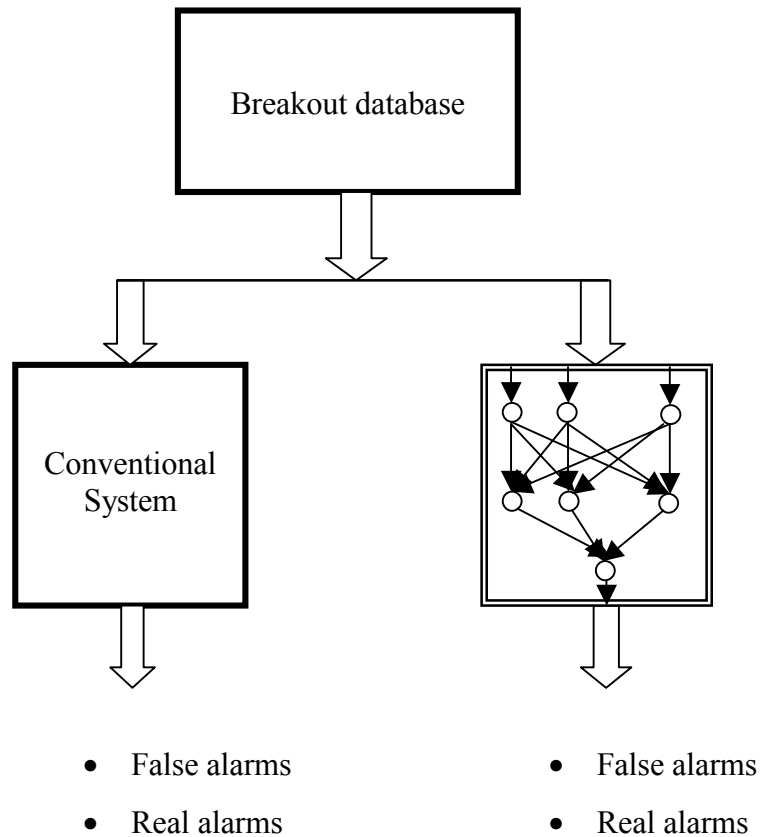 Breakout database
Conventional
System
• False alarms
• Real alarms
• False alarms
• Real alarms